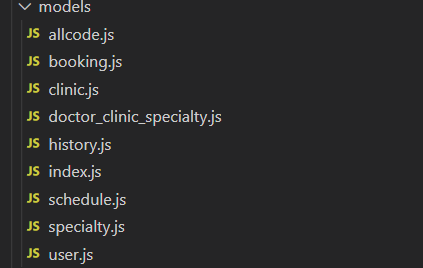 models
JS allcode.js
JS booking.js
JS clinic.js
JS doctor_clinic_specialty.js
JS history.js
JS index.js
JS schedule.js
JS specialty.js
JS user.js